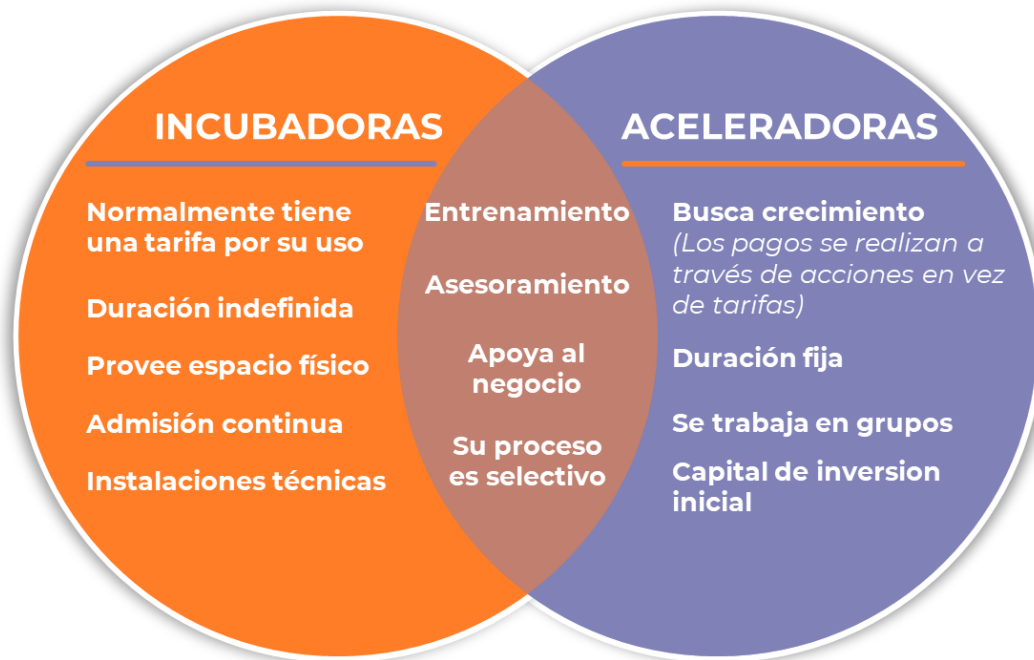 INCUBADORAS
Normalmente tiene
una tarifa por su uso
Duración indefinida
Provee espacio físico
Admisión continua
Instalaciones técnicas
Entrenamiento
Asesoramiento
Apoya al
negocio
Su proceso
es selectivo
ACELERADORAS
Busca crecimiento
(Los pagos se realizan a
través de acciones en vez
de tarifas)
Duración fija
Se trabaja en grupos
Capital de inversion
inicial